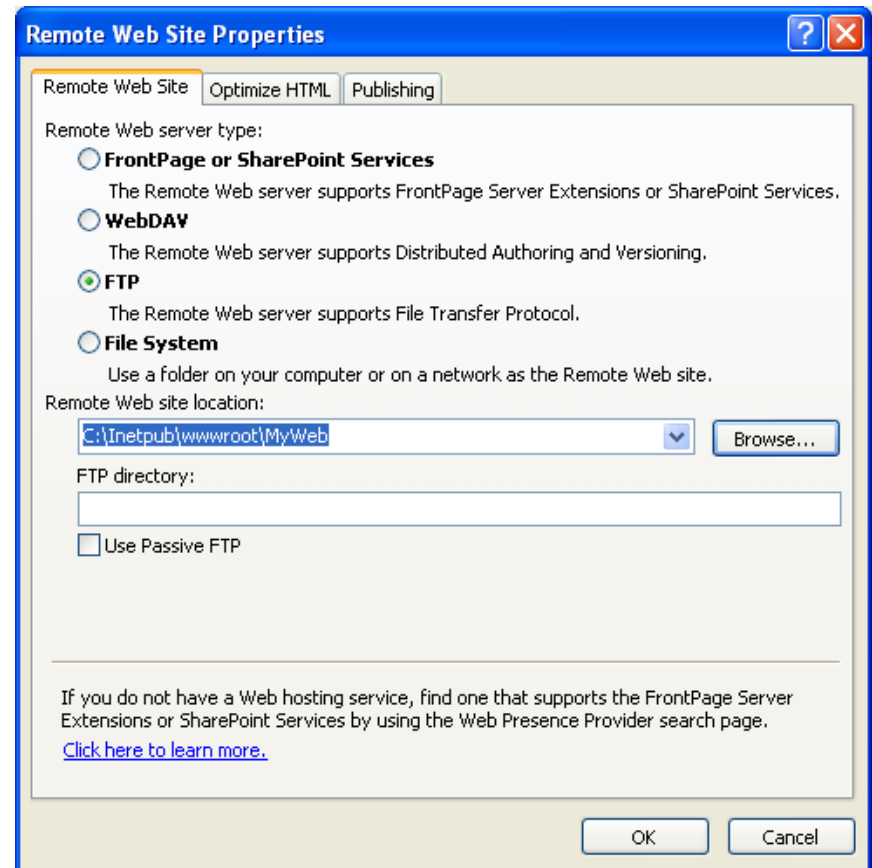 Remote Web Site Properties
Remote Web Site Optimize HTML Publishing
Remote Web server type:
FrontPage or SharePoint Services
The Remote Web server supports FrontPage Server Extensions or SharePoint Services.
WebDAV
The Remote Web server supports Distributed Authoring and Versioning.
FTP
The Remote Web server supports File Transfer Protocol.
File System
Use a folder on your computer or on a network as the Remote Web site.
Remote Web site location:
C:\Inetpub\wwwroot\MyWeb Browse...
FTP directory:
Use Passive FTP
If you do not have a Web hosting service, find one that supports the FrontPage Server
Extensions or SharePoint Services by using the Web Presence Provider search page.
Click here to learn more.
OK Cancel